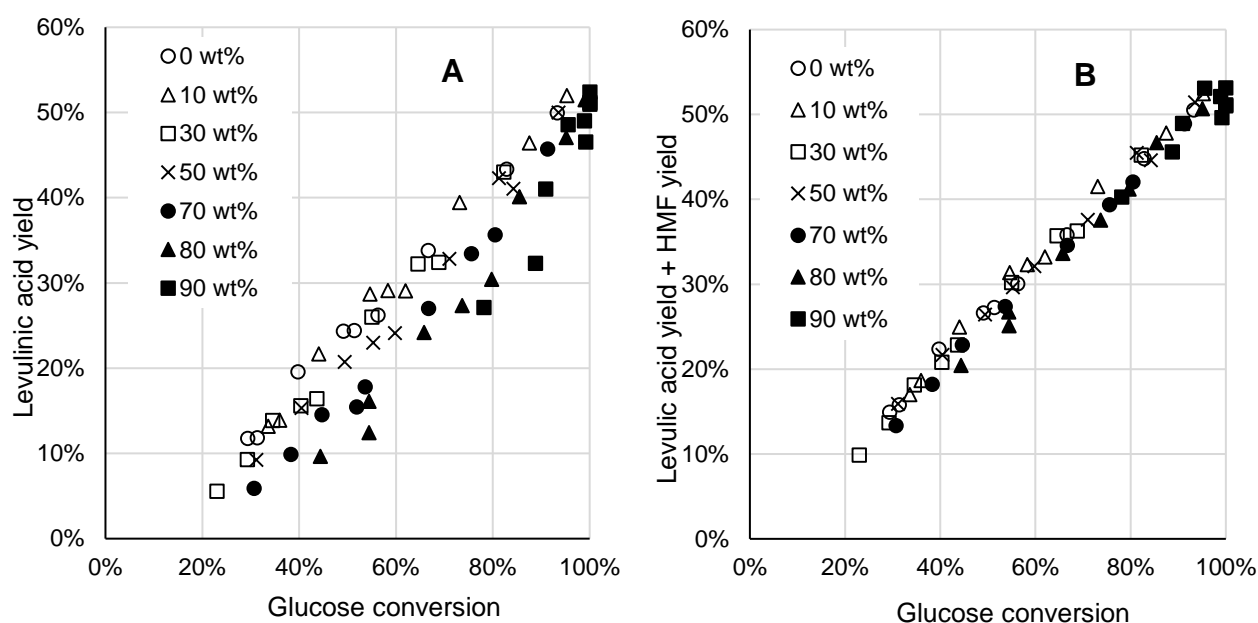 A
60%
50%
40%
30%
20%
10%
0%
Levulinic acid yield
0 wt%
10 wt%
30 wt%
50 wt%
70 wt%
80 wt%
90 wt%
0%
20%
40%
60%
80%
100%
Glucose conversion
B
60%
50%
40%
30%
20%
10%
0%
Levulic acid yield + HMF yield
0 wt%
10 wt%
30 wt%
50 wt%
70 wt%
80 wt%
90 wt%
0%
20%
40%
60%
80%
100%
Glucose conversion